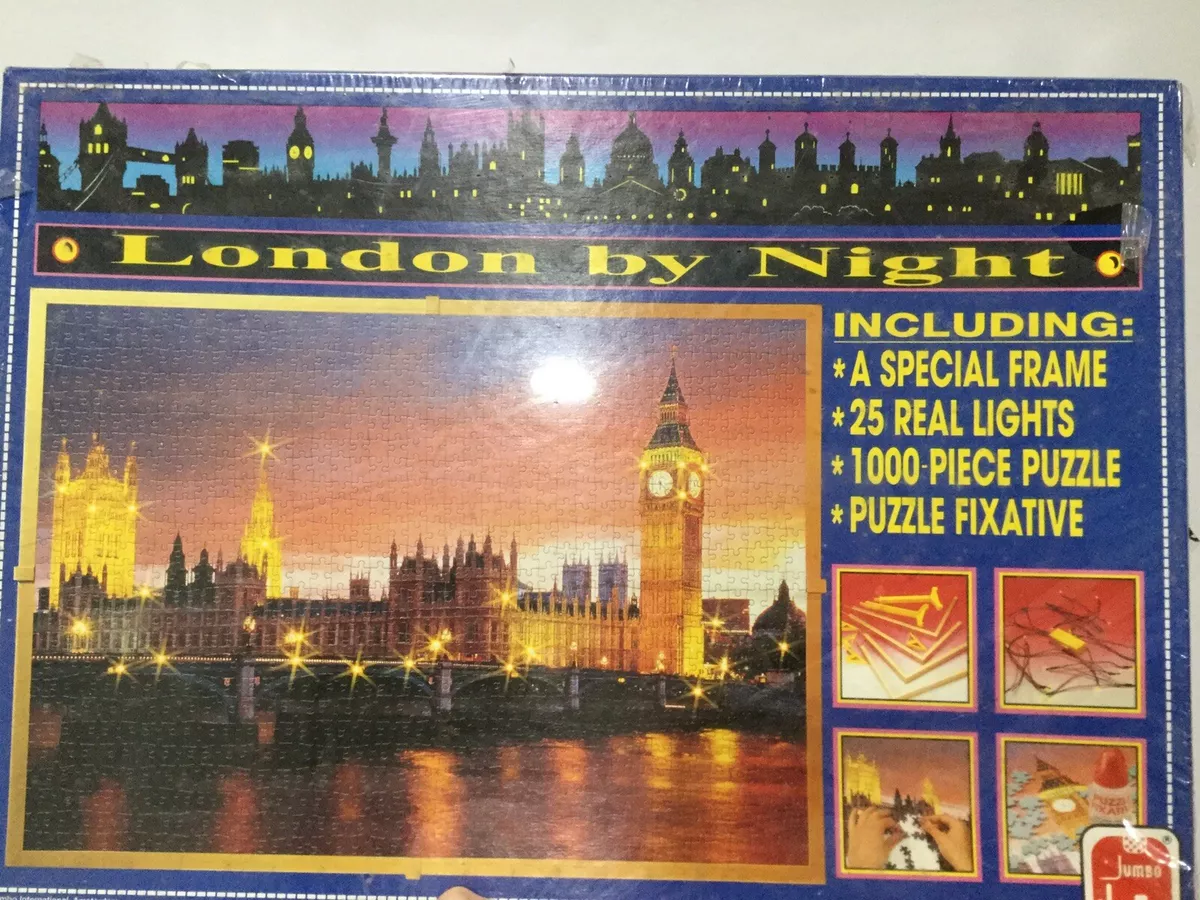 London by Night
INCLUDING:
* A SPECIAL FRAME
* 25 REAL LIGHTS
* 1000-PIECE PUZZLE
* PUZZLE FIXATIVE
JUMBO